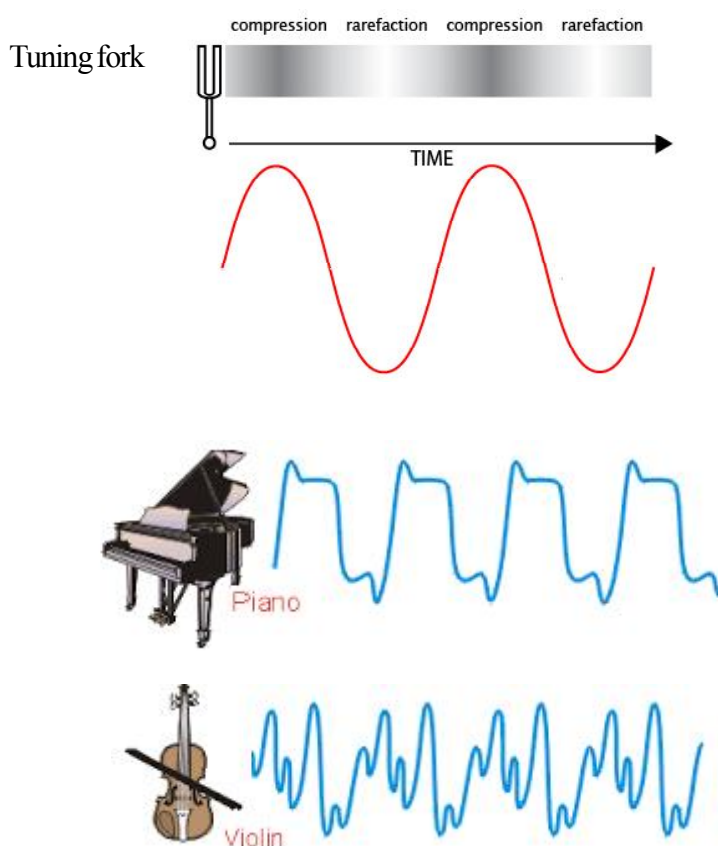 compression rarefaction compression rarefaction
Tuning fork
TIME
Piano
Violin